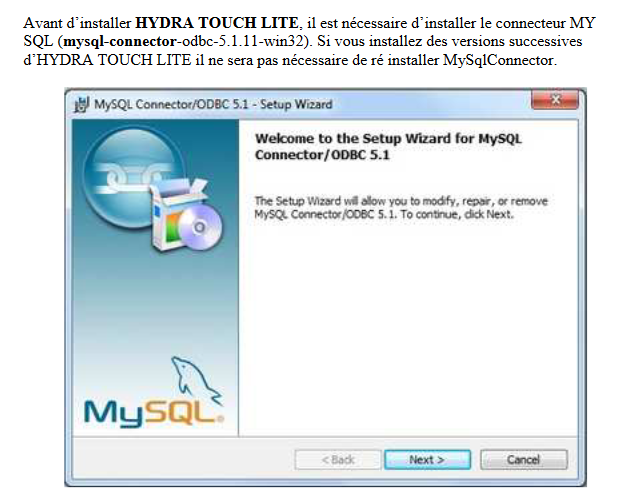 Avant d’installer HYDRA TOUCH LITE, il est nécessaire d’installer le connecteur MY
SQL (mysql-connector-odbc-5.1.11-win32). Si vous installez des versions successives
d’HYDRA TOUCH LITE il ne sera pas nécessaire de ré installer MySqlConnector.
MySQL Connector/ODBC 5.1 - Setup Wizard
Welcome to the Setup Wizard for MySQL
Connector/ODBC 5.1
The Setup Wizard will allow you to modify, repair, or remove
MySQL Connector/ODBC 5.1. To continue, click Next.
MySQL®
< Back Next > Cancel